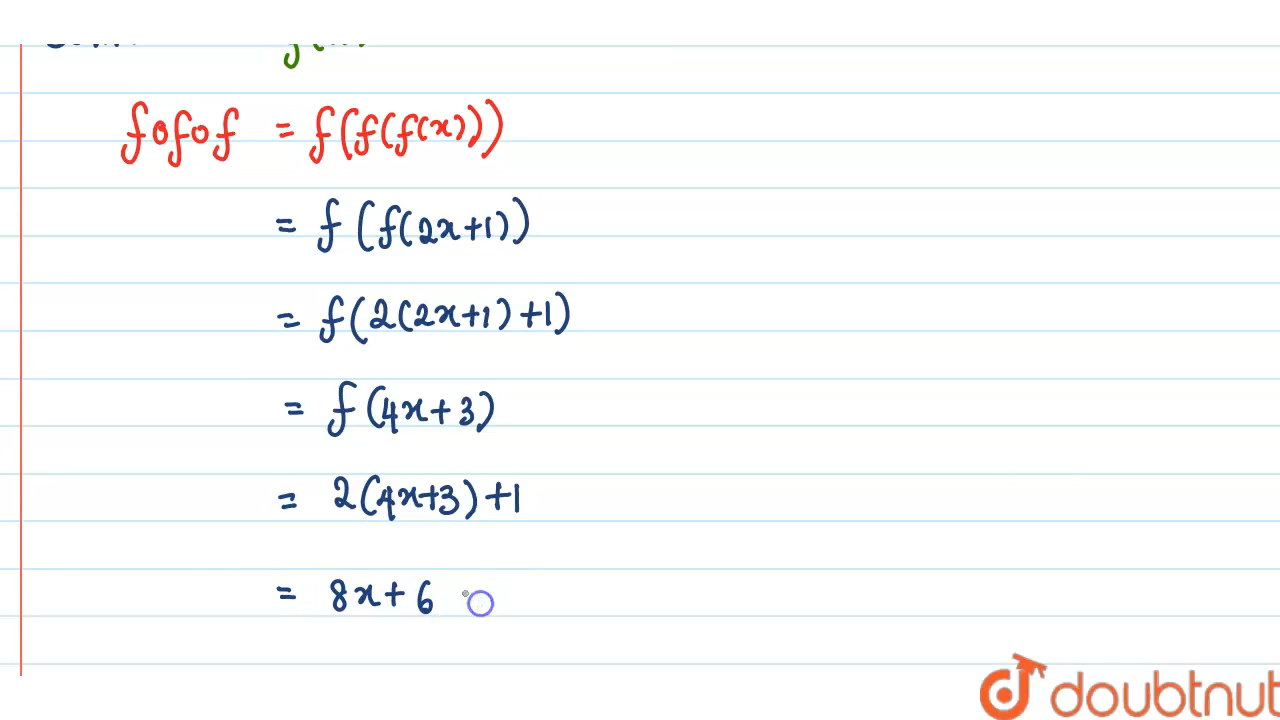 fofof = f(f(f(x)))
= f(f(2x+1))
= f(2(2x+1)+1)
= f(4x+3)
= 2(4x+3)+1
= 8x+6
doubtnut